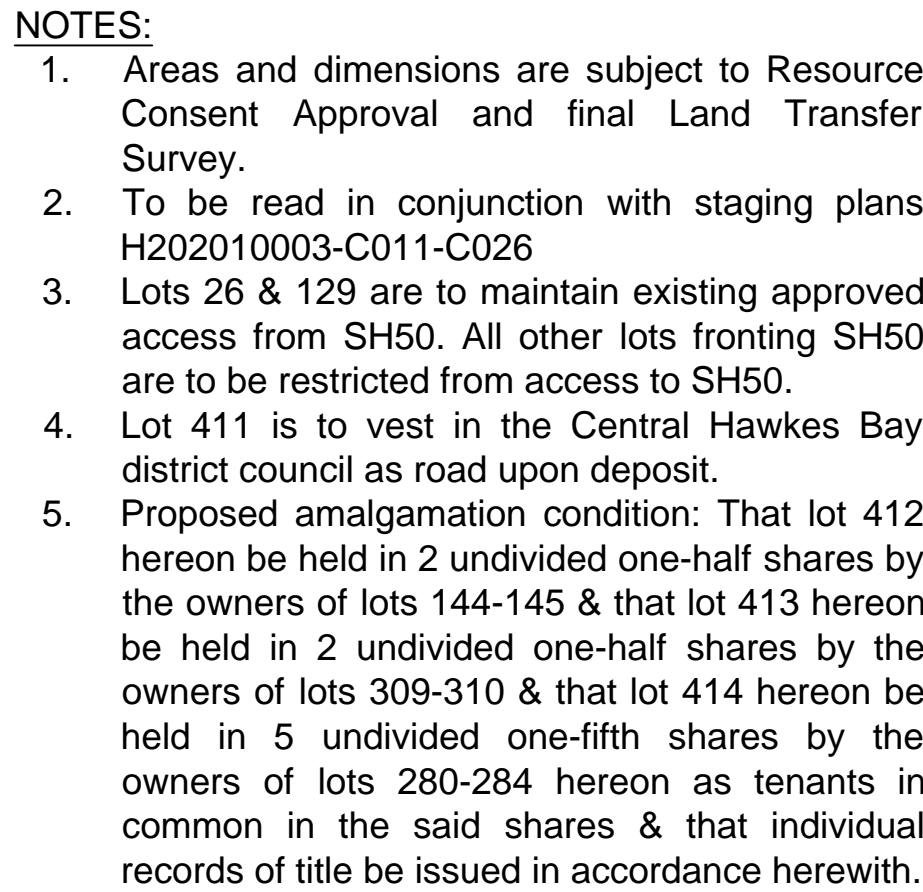 NOTES:
1. Areas and dimensions are subject to Resource
Consent Approval and final Land Transfer
Survey.
2. To be read in conjunction with staging plans
H202010003-C011-C026
3. Lots 26 & 129 are to maintain existing approved
access from SH50. All other lots fronting SH50
are to be restricted from access to SH50.
4. Lot 411 is to vest in the Central Hawkes Bay
district council as road upon deposit.
5. Proposed amalgamation condition: That lot 412
hereon be held in 2 undivided one-half shares by
the owners of lots 144-145 & that lot 413 hereon
be held in 2 undivided one-half shares by the
owners of lots 309-310 & that lot 414 hereon be
held in 5 undivided one-fifth shares by the
owners of lots 280-284 hereon as tenants in
common in the said shares & that individual
records of title be issued in accordance herewith.